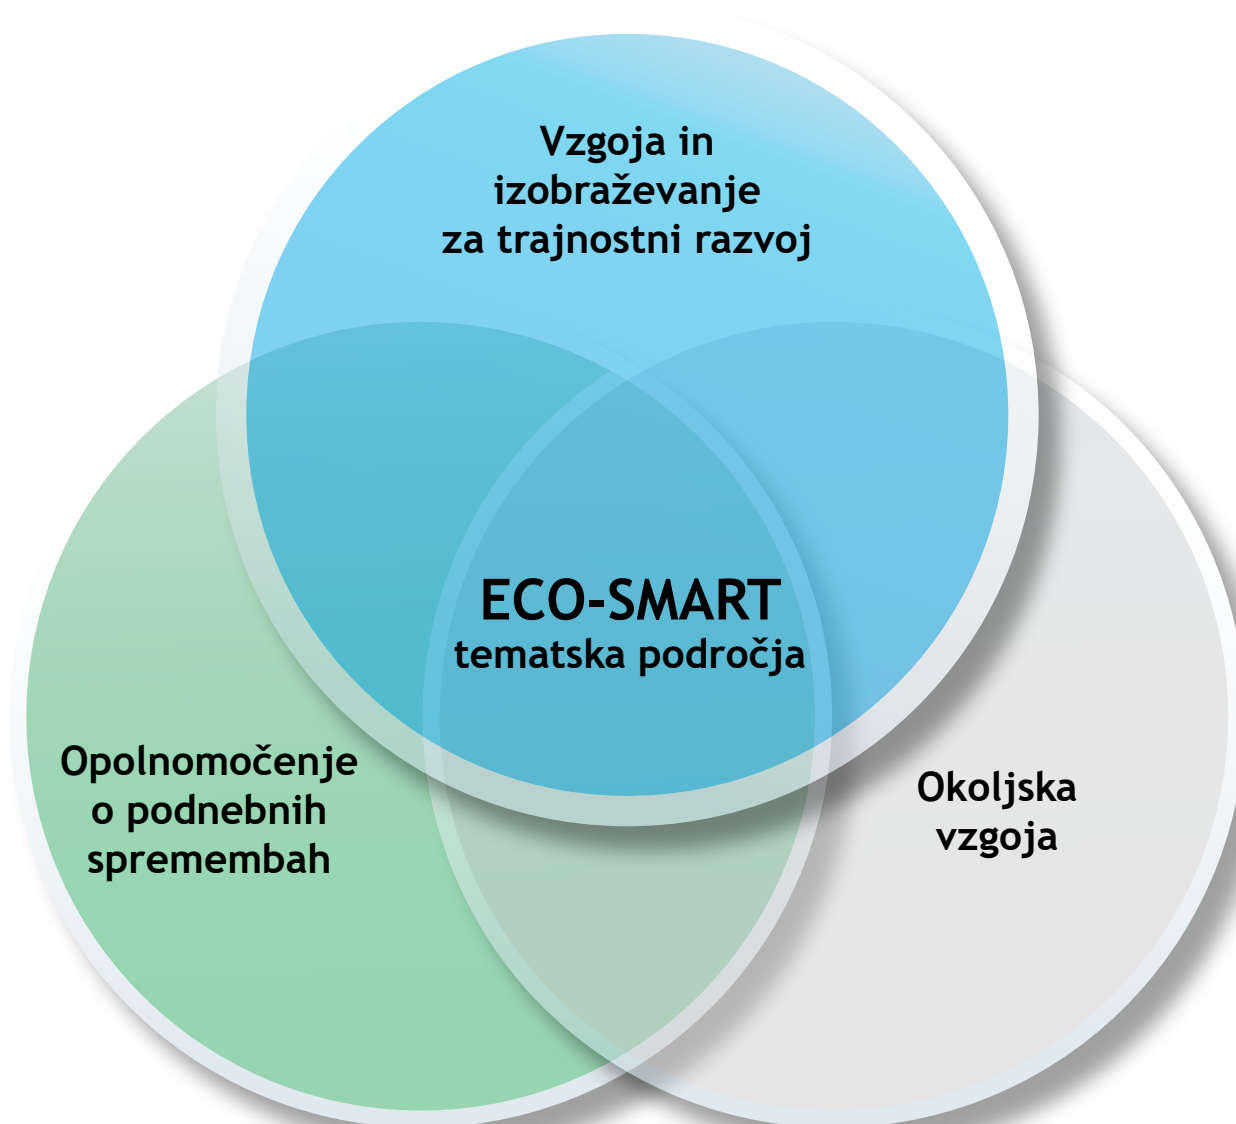 Vzgoja in
izobraževanje
za trajnostni razvoj
ECO-SMART
tematska področja
Opolnomočenje
o podnebnih
spremembah
Okoljska
vzgoja